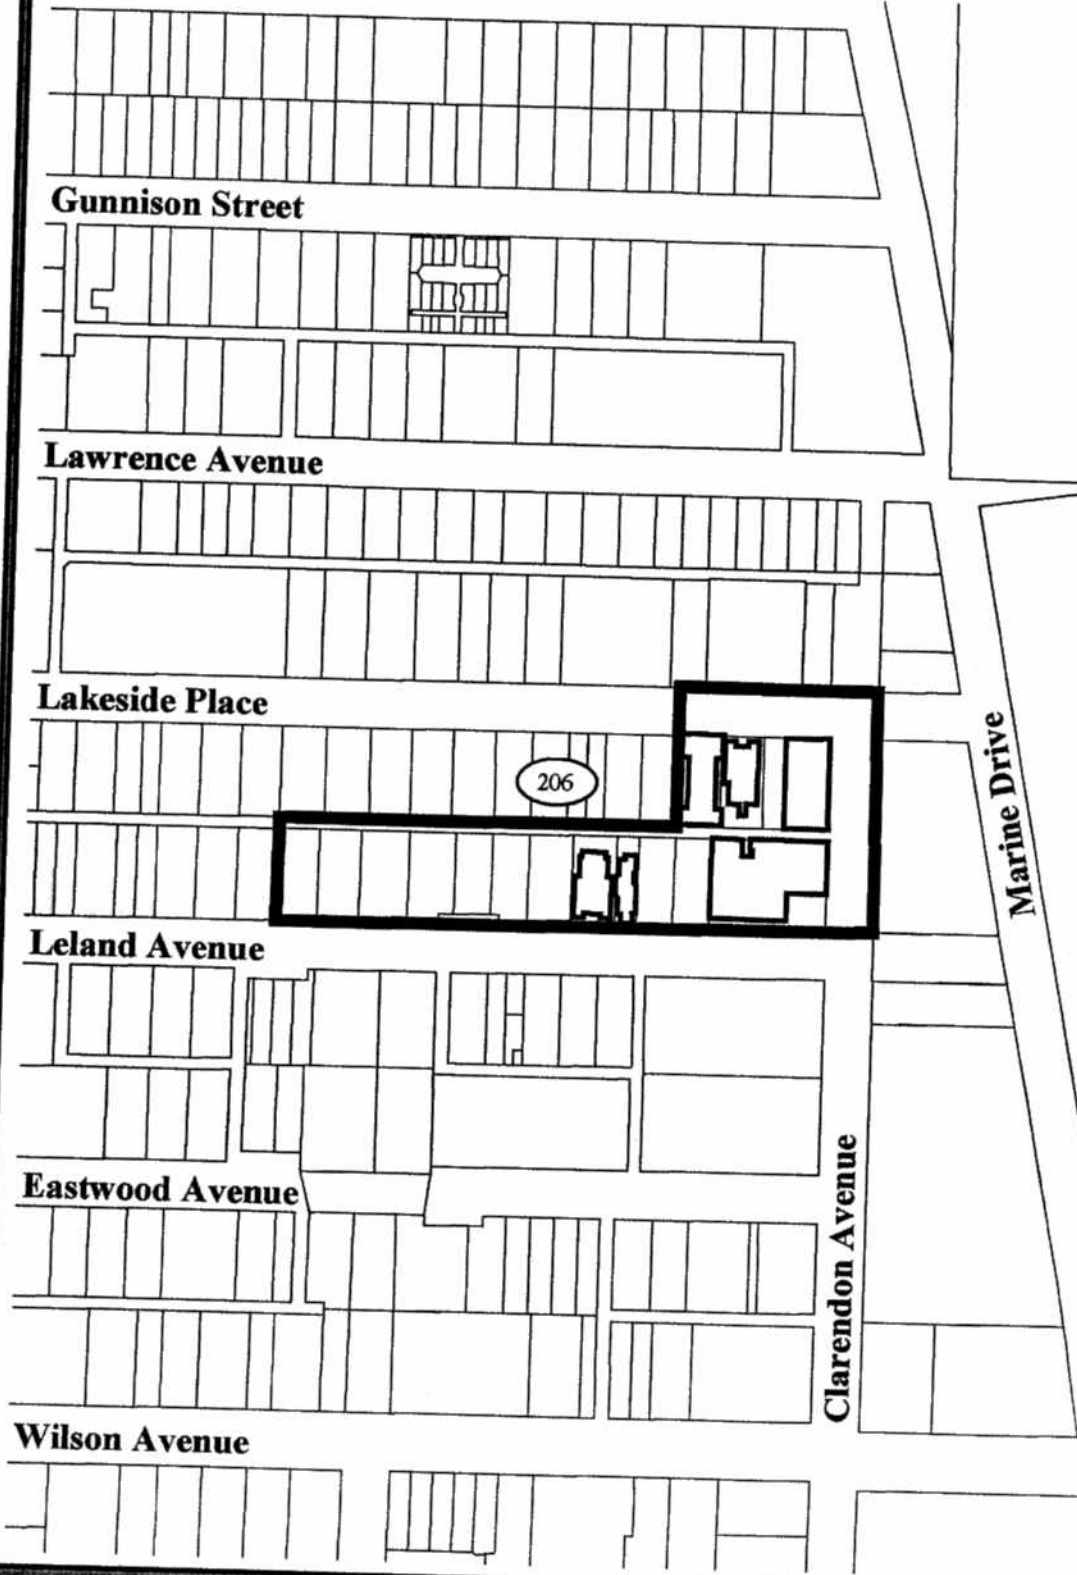 Gunnison Street
Lawrence Avenue
Lakeside Place
206
Marine Drive
Leland Avenue
Eastwood Avenue
Clarendon Avenue
Wilson Avenue